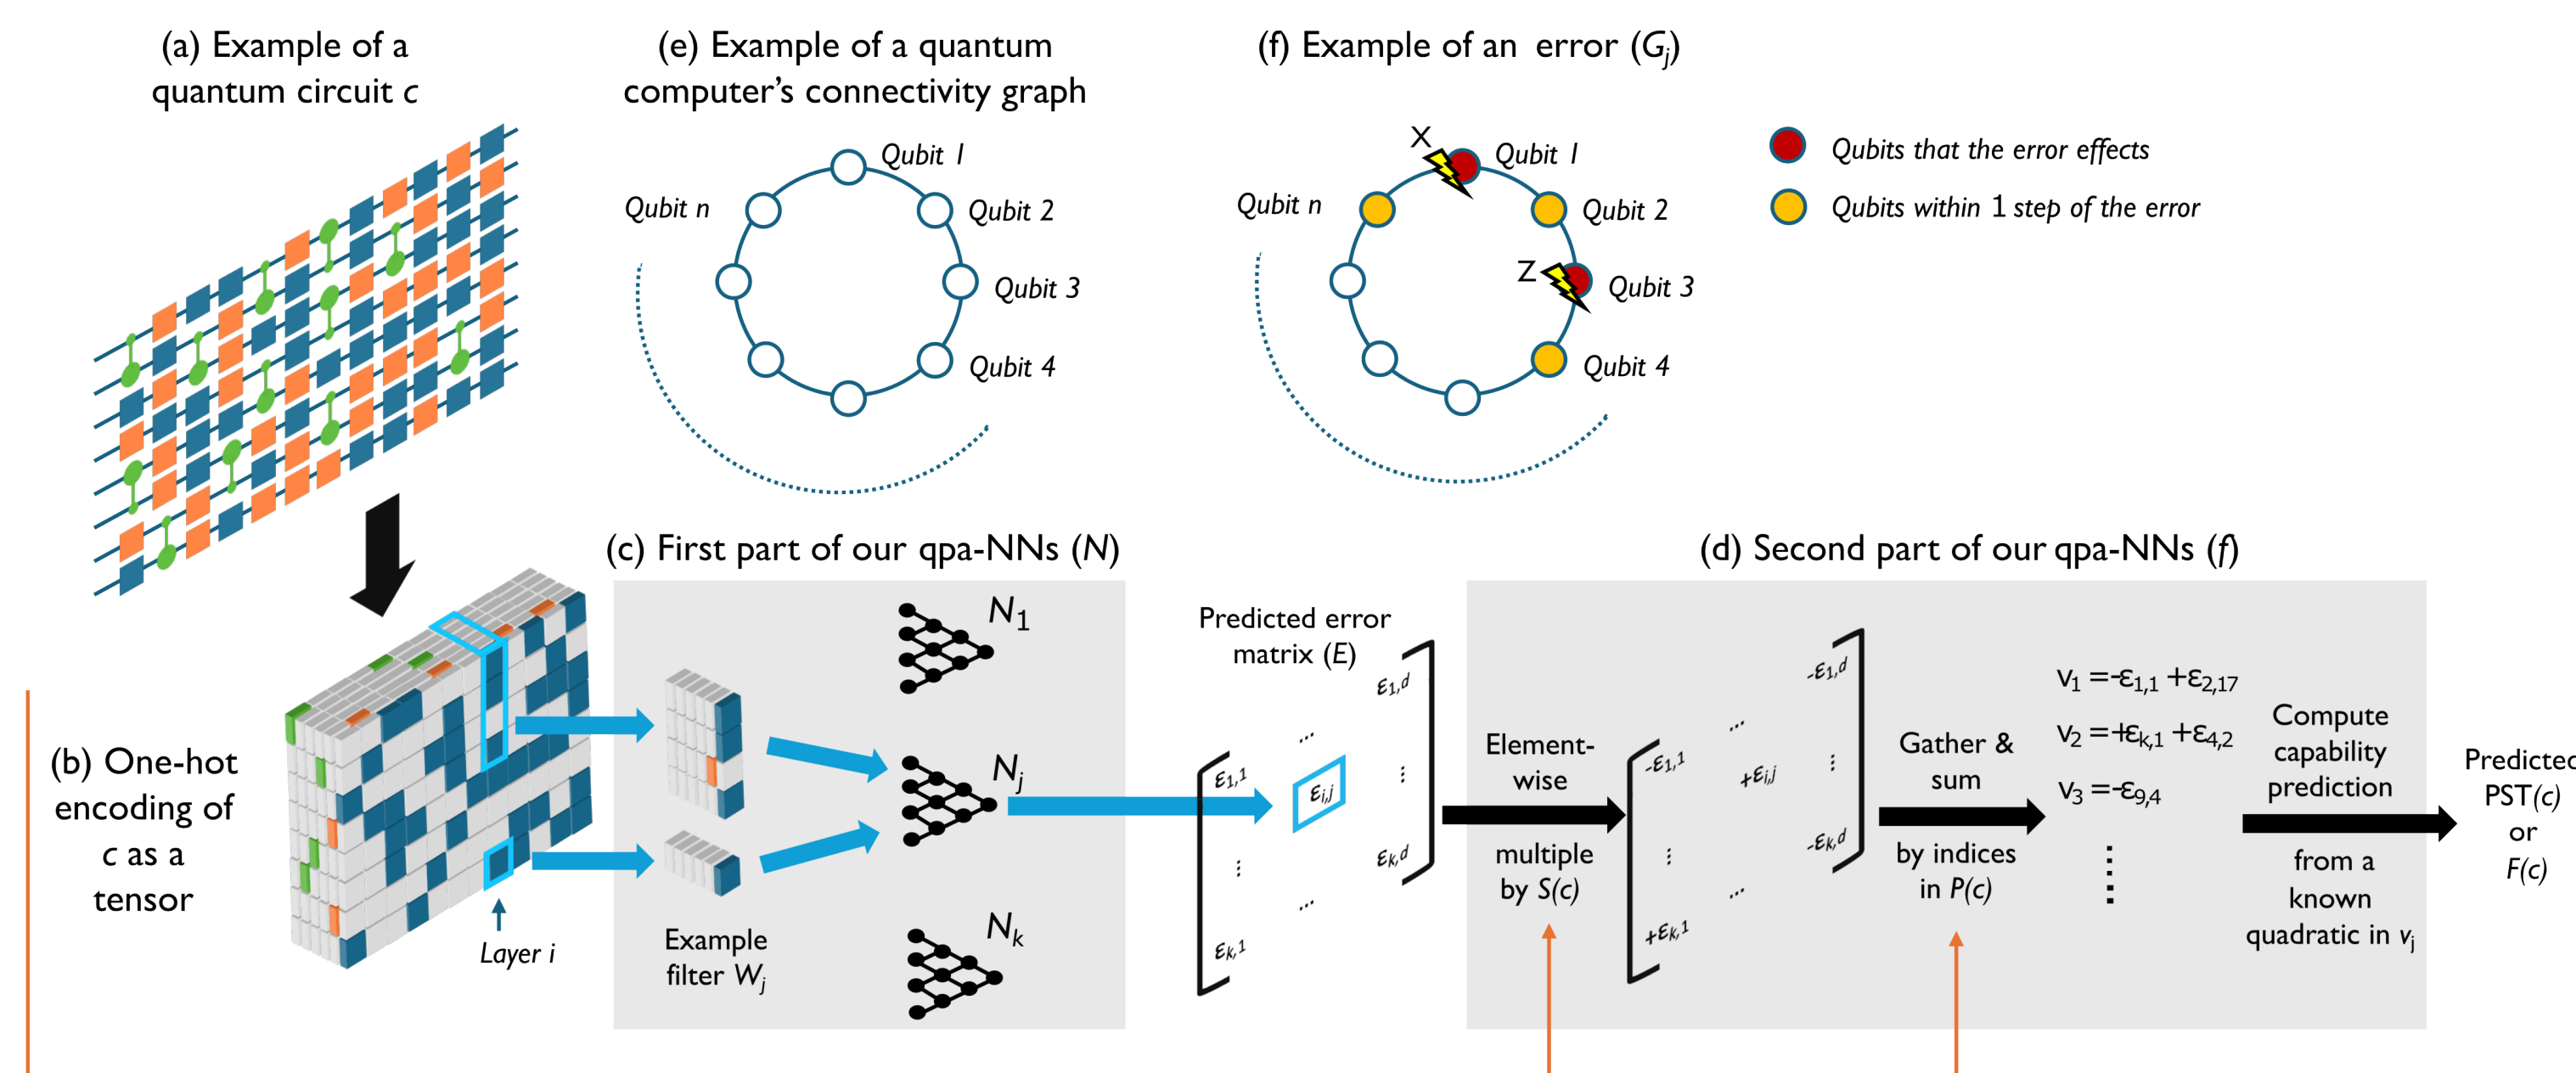 (a) Example of a
quantum circuit c
(e) Example of a quantum
computer's connectivity graph
Qubit 1
Qubit n
Qubit 2
Qubit 3
Qubit 4
(f) Example of an error (Gj)
X
Qubit 1
Qubit n
Qubit 2
Z
Qubit 3
Qubit 4
Qubits that the error effects
Qubits within 1 step of the error
(b) One-hot
encoding of
c as a
tensor
Layer i
(c) First part of our qpa-NNs (N)
N1
Nj
Nk
Example
filter Wj
Predicted error
matrix (E)
ε1,d
...
ε1,1
εi,j
⋮
⋮
εk,d
...
εk,1
(d) Second part of our qpa-NNs (f)
Element-
wise
multiple
by S(c)
-ε1,d
...
-ε1,1
+εi,j
⋮
⋮
-εk,d
...
+εk,1
Gather &
sum
by indices
in P(c)
v1 =-ε1,1 +ε2,17
v2 =+εk,1 +ε4,2
v3 =-ε9,4
⋮
Compute
capability
prediction
from a
known
quadratic in vj
Predicted
PST(c)
or
F(c)